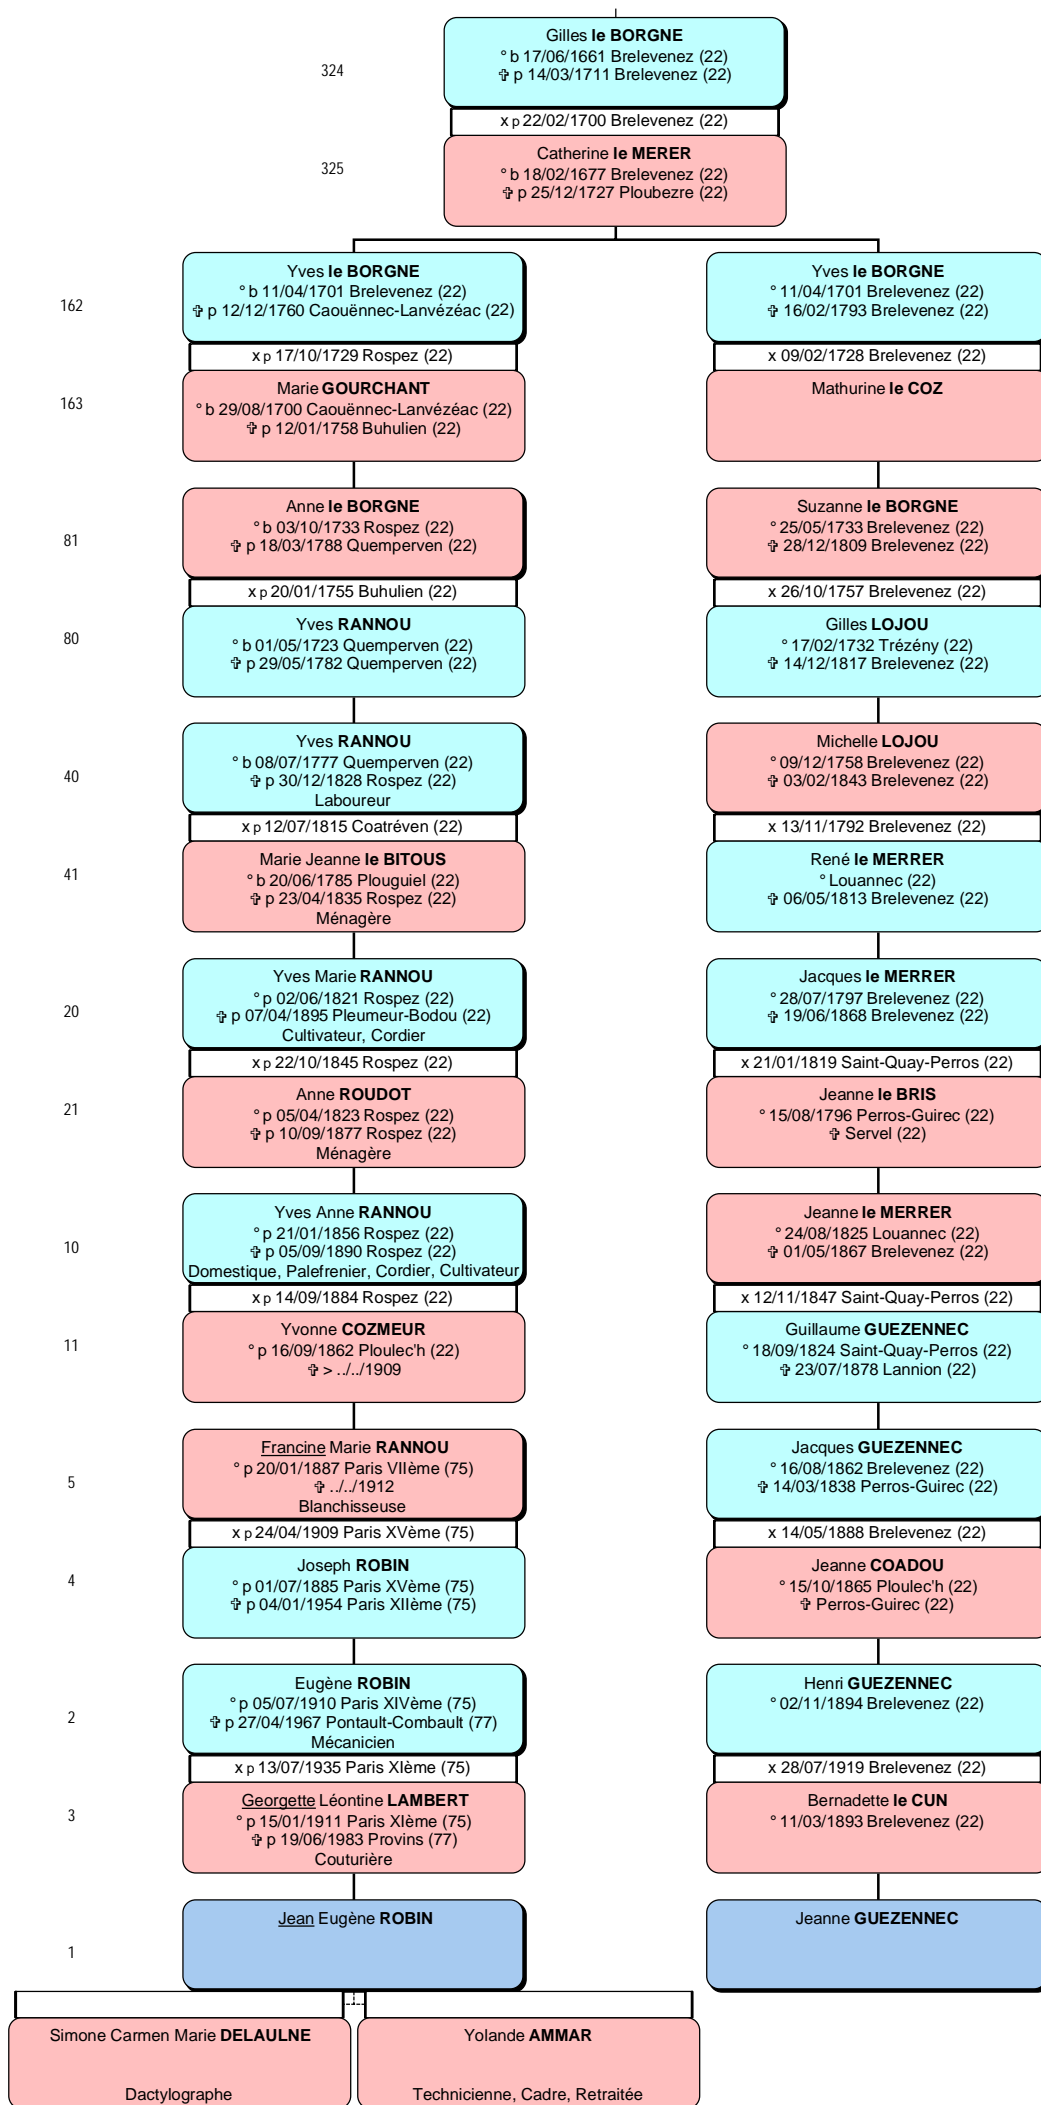 Gilles le BORGNE
° b 17/06/1661 Brelevenez (22)
324
✞ p 14/03/1711 Brelevenez (22)
x p 22/02/1700 Brelevenez (22)
Catherine le MERER
325
° b 18/02/1677 Brelevenez (22)
✞ p 25/12/1727 Ploubezre (22)
Yves le BORGNE
° b 11/04/1701 Brelevenez (22)
162
✞ p 12/12/1760 Caouënnec-Lanvézéac (22)
Yves le BORGNE
° 11/04/1701 Brelevenez (22)
✞ 16/02/1793 Brelevenez (22)
x p 17/10/1729 Rospez (22)
x 09/02/1728 Brelevenez (22)
Marie GOURCHANT
163
° b 29/08/1700 Caouënnec-Lanvézéac (22)
✞ p 12/01/1758 Buhulien (22)
Mathurine le COZ
Anne le BORGNE
° b 03/10/1733 Rospez (22)
81
✞ p 18/03/1788 Quemperven (22)
Suzanne le BORGNE
° 25/05/1733 Brelevenez (22)
✞ 28/12/1809 Brelevenez (22)
x p 20/01/1755 Buhulien (22)
x 26/10/1757 Brelevenez (22)
Yves RANNOU
80
° b 01/05/1723 Quemperven (22)
✞ p 29/05/1782 Quemperven (22)
Gilles LOJOU
° 17/02/1732 Trézény (22)
✞ 14/12/1817 Brelevenez (22)
Yves RANNOU
° b 08/07/1777 Quemperven (22)
40
✞ p 30/12/1828 Rospez (22)
Laboureur
Michelle LOJOU
° 09/12/1758 Brelevenez (22)
✞ 03/02/1843 Brelevenez (22)
x p 12/07/1815 Coatréven (22)
x 13/11/1792 Brelevenez (22)
Marie Jeanne le BITOUS
41
° b 20/06/1785 Plouguiel (22)
✞ p 23/04/1835 Rospez (22)
Ménagère
René le MERRER
° Louannec (22)
✞ 06/05/1813 Brelevenez (22)
Yves Marie RANNOU
° p 02/06/1821 Rospez (22)
20
✞ p 07/04/1895 Pleumeur-Bodou (22)
Cultivateur, Cordier
Jacques le MERRER
° 28/07/1797 Brelevenez (22)
✞ 19/06/1868 Brelevenez (22)
x p 22/10/1845 Rospez (22)
x 21/01/1819 Saint-Quay-Perros (22)
Anne ROUDOT
21
° p 05/04/1823 Rospez (22)
✞ p 10/09/1877 Rospez (22)
Ménagère
Jeanne le BRIS
° 15/08/1796 Perros-Guirec (22)
✞ Servel (22)
Yves Anne RANNOU
° p 21/01/1856 Rospez (22)
10
✞ p 05/09/1890 Rospez (22)
Domestique, Palefrenier, Cordier, Cultivateur
Jeanne le MERRER
° 24/08/1825 Louannec (22)
✞ 01/05/1867 Brelevenez (22)
x p 14/09/1884 Rospez (22)
x 12/11/1847 Saint-Quay-Perros (22)
Yvonne COZMEUR
11
° p 16/09/1862 Ploulec'h (22)
✞ > ../../1909
Guillaume GUEZENNEC
° 18/09/1824 Saint-Quay-Perros (22)
✞ 23/07/1878 Lannion (22)
Francine Marie RANNOU
° p 20/01/1887 Paris VIIème (75)
5
✞ ../../1912
Blanchisseuse
Jacques GUEZENNEC
° 16/08/1862 Brelevenez (22)
✞ 14/03/1838 Perros-Guirec (22)
x p 24/04/1909 Paris XVème (75)
x 14/05/1888 Brelevenez (22)
Joseph ROBIN
4
° p 01/07/1885 Paris XVème (75)
✞ p 04/01/1954 Paris XIIème (75)
Jeanne COADOU
° 15/10/1865 Ploulec'h (22)
✞ Perros-Guirec (22)
Eugène ROBIN
° p 05/07/1910 Paris XIVème (75)
2
✞ p 27/04/1967 Pontault-Combault (77)
Mécanicien
Henri GUEZENNEC
° 02/11/1894 Brelevenez (22)
x p 13/07/1935 Paris XIème (75)
x 28/07/1919 Brelevenez (22)
Georgette Léontine LAMBERT
3
° p 15/01/1911 Paris XIème (75)
✞ p 19/06/1983 Provins (77)
Couturière
Bernadette le CUN
° 11/03/1893 Brelevenez (22)
Jean Eugène ROBIN
1
Jeanne GUEZENNEC
Simone Carmen Marie DELAULNE
Dactylographe
Yolande AMMAR
Technicienne, Cadre, Retraitée